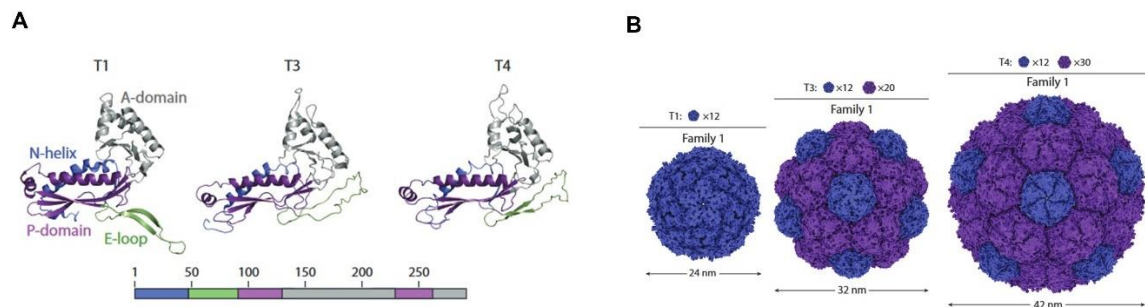 A
T1
T3
T4
A-domain
N-helix
P-domain
E-loop
1 50 100 150 200 250
B
T1: ×12
Family 1
24 nm
T3: ×12 ×20
Family 1
32 nm
T4: ×12 ×30
Family 1
42 nm